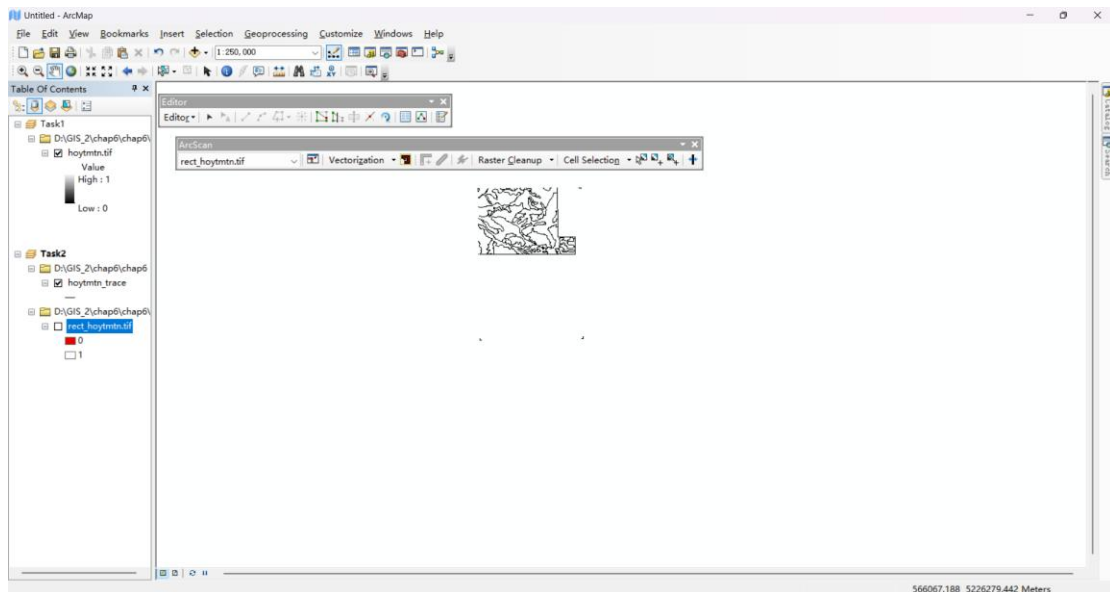 Untitled - ArcMap
File Edit View Bookmarks Insert Selection Geoprocessing Customize Windows Help
1:250,000
Table Of Contents
Task1
D:\GIS_2\chap6\chap6\
hoytmtn.tif
Value
High : 1
Low : 0
Task2
D:\GIS_2\chap6\chap6
hoytmtn_trace
D:\GIS_2\chap6\chap6\
rect_hoytmtn.tif
0
1
Editor
Editor
ArcScan
rect_hoytmtn.tif Vectorization Raster Cleanup Cell Selection
566067.188 5226279.442 Meters